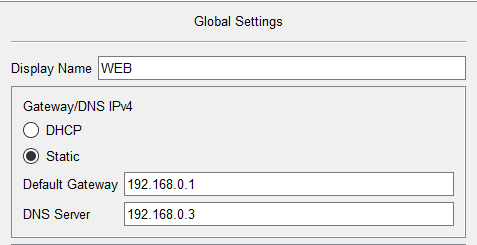 Global Settings
Display Name WEB
Gateway/DNS IPv4
DHCP
Static
Default Gateway 192.168.0.1
DNS Server 192.168.0.3